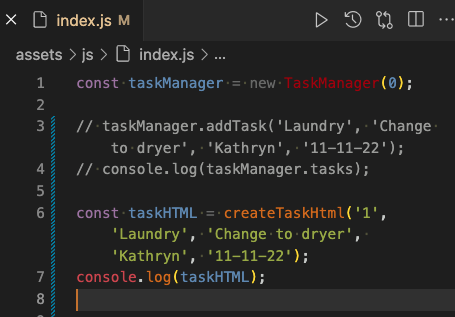 index.js M
assets > js > index.js > ...
1 const taskManager = new TaskManager(0);
2
3 // taskManager.addTask('Laundry', 'Change
to dryer', 'Kathryn', '11-11-22');
4 // console.log(taskManager.tasks);
5
6 const taskHTML = createTaskHtml('1',
'Laundry', 'Change to dryer',
'Kathryn', '11-11-22');
7 console.log(taskHTML);
8